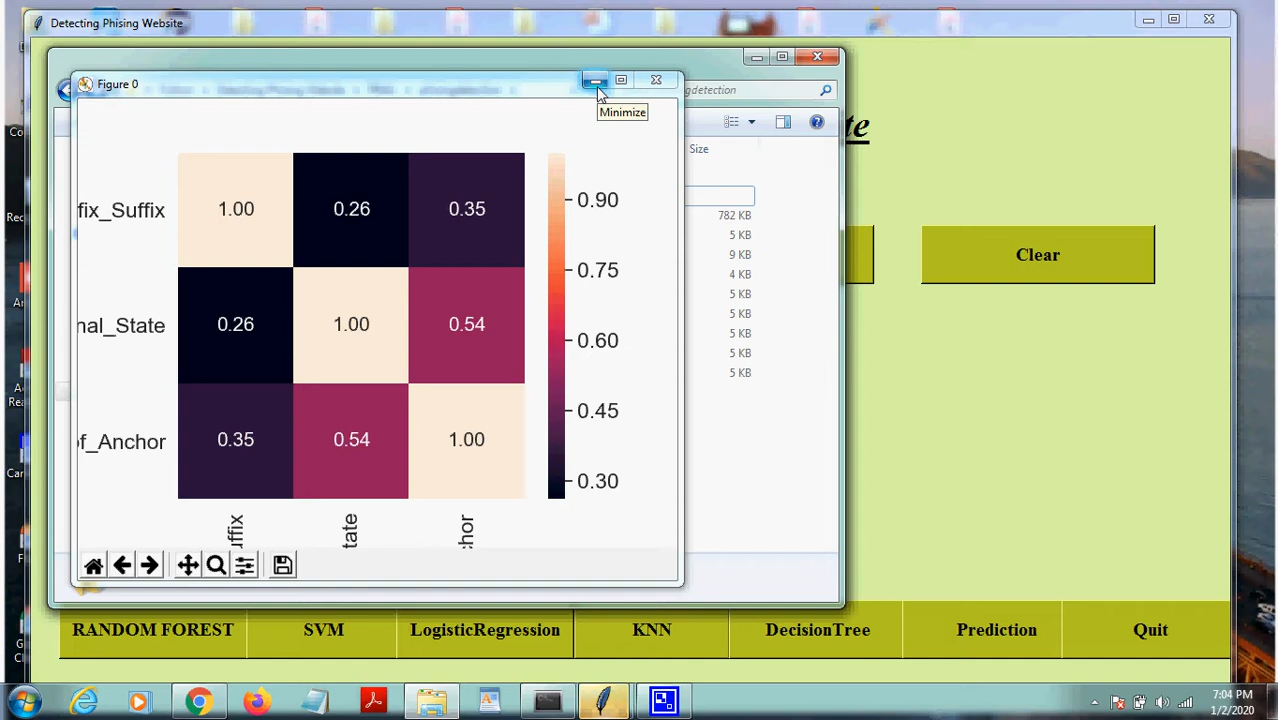 Detecting Phising Website
Figure 0
gdetection
Minimize
te
Size
fix_Suffix
1.00
0.26
0.35
0.90
782 KB
5 KB
9 KB
Clear
4 KB
0.75
5 KB
nal_State
0.26
1.00
0.54
5 KB
0.60
5 KB
5 KB
5 KB
0.45
of_Anchor
0.35
0.54
1.00
0.30
uffix
tate
chor
RANDOM FOREST
SVM
LogisticRegression
KNN
DecisionTree
Prediction
Quit
7:04 PM
1/2/2020